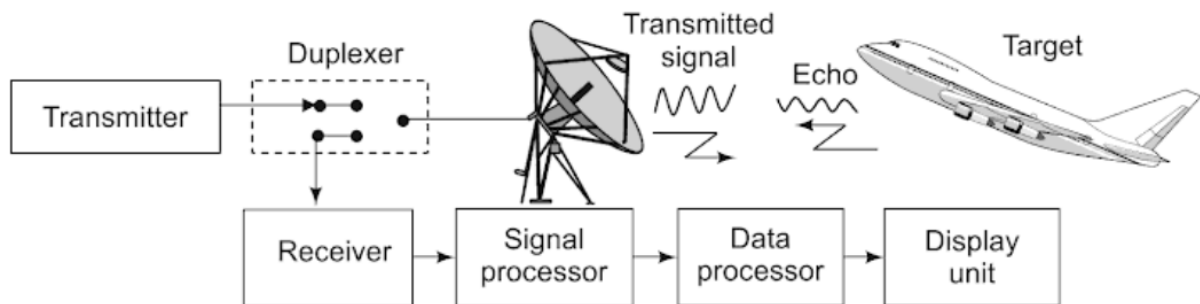 Transmitter
Duplexer
Transmitted
signal
Echo
Target
Receiver
Signal
processor
Data
processor
Display
unit